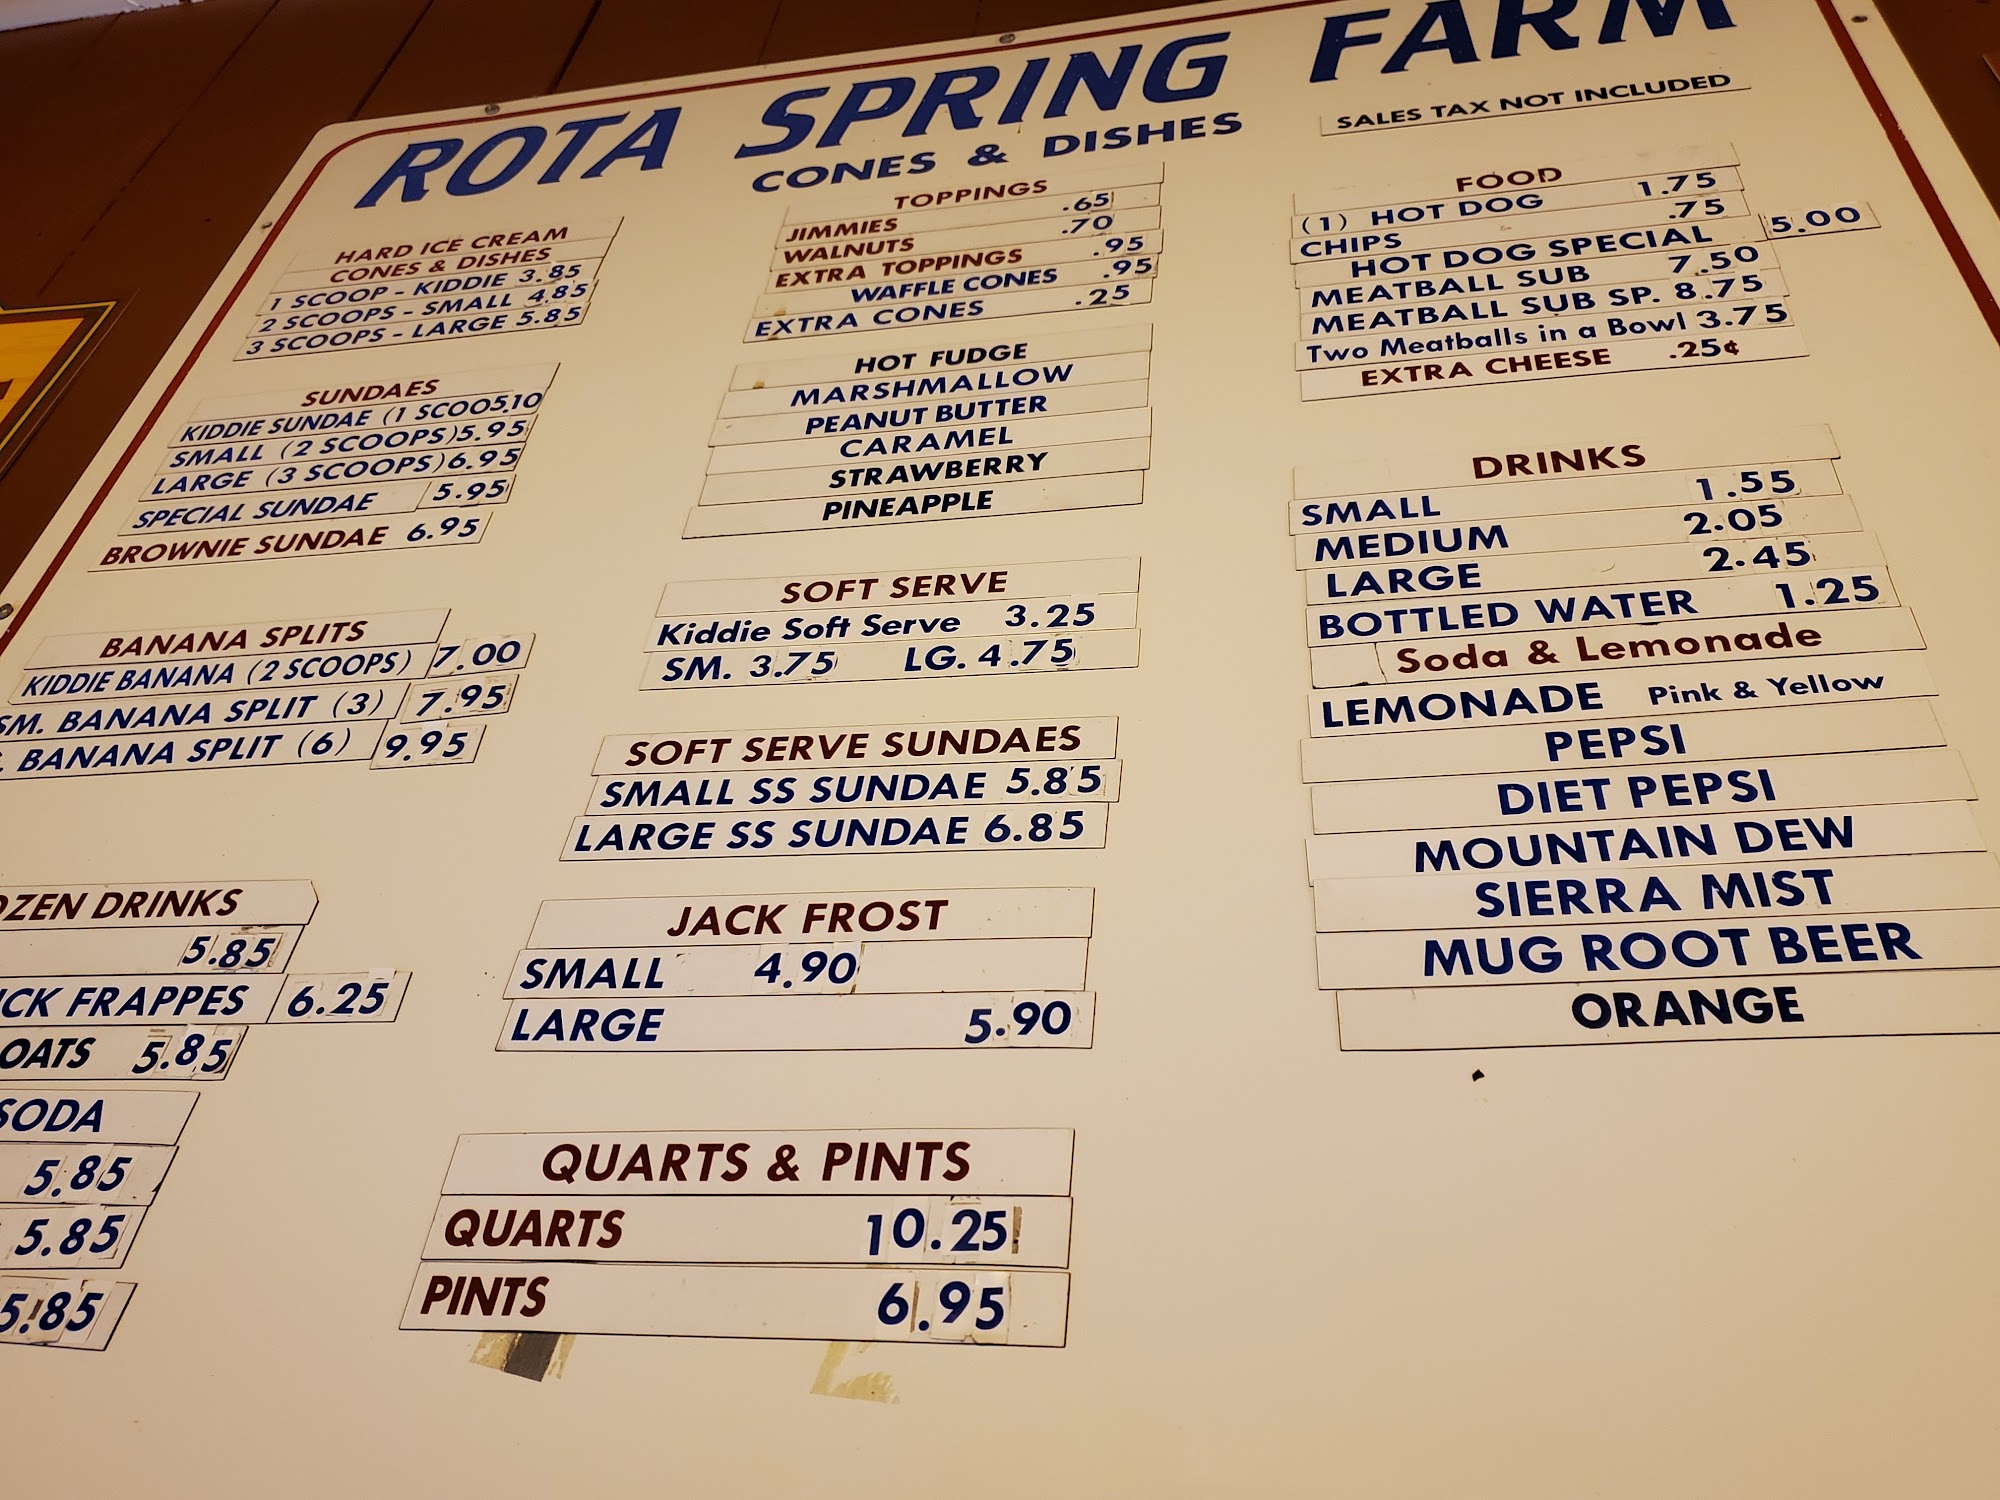 ROTA SPRING FARM
CONES & DISHES
SALES TAX NOT INCLUDED
HARD ICE CREAM
CONES & DISHES
1 SCOOP - KIDDIE 3.85
2 SCOOPS - SMALL 4.85
3 SCOOPS - LARGE 5.85
SUNDAES
KIDDIE SUNDAE (1 SCOO5.10
SMALL (2 SCOOPS)5.95
LARGE (3 SCOOPS)6.95
SPECIAL SUNDAE 5.95
BROWNIE SUNDAE 6.95
BANANA SPLITS
KIDDIE BANANA (2 SCOOPS) 7.00
SM. BANANA SPLIT (3) 7.95
BANANA SPLIT (6) 9.95
OZEN DRINKS
5.85
CK FRAPPES 6.25
OATS 5.85
SODA
5.85
5.85
5.85
TOPPINGS
JIMMIES .65
WALNUTS .70
EXTRA TOPPINGS .95
WAFFLE CONES .95
EXTRA CONES .25
HOT FUDGE
MARSHMALLOW
PEANUT BUTTER
CARAMEL
STRAWBERRY
PINEAPPLE
SOFT SERVE
Kiddie Soft Serve 3.25
SM. 3.75 LG. 4.75
SOFT SERVE SUNDAES
SMALL SS SUNDAE 5.85
LARGE SS SUNDAE 6.85
JACK FROST
SMALL 4.90
LARGE 5.90
QUARTS & PINTS
QUARTS 10.25
PINTS 6.95
FOOD
(1) HOT DOG 1.75
CHIPS .75
HOT DOG SPECIAL 5.00
MEATBALL SUB 7.50
MEATBALL SUB SP. 8.75
Two Meatballs in a Bowl 3.75
EXTRA CHEESE .25¢
DRINKS
SMALL 1.55
MEDIUM 2.05
LARGE 2.45
BOTTLED WATER 1.25
Soda & Lemonade
LEMONADE Pink & Yellow
PEPSI
DIET PEPSI
MOUNTAIN DEW
SIERRA MIST
MUG ROOT BEER
ORANGE